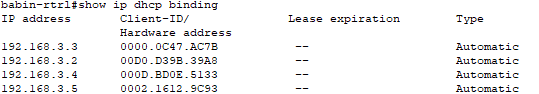 babin-rtrl#show ip dhcp binding
IP address Client-ID/ Lease expiration Type
Hardware address
192.168.3.3 0000.0C47.AC7B -- Automatic
192.168.3.2 00D0.D39B.39A8 -- Automatic
192.168.3.4 000D.BD0E.5133 -- Automatic
192.168.3.5 0002.1612.9C93 -- Automatic